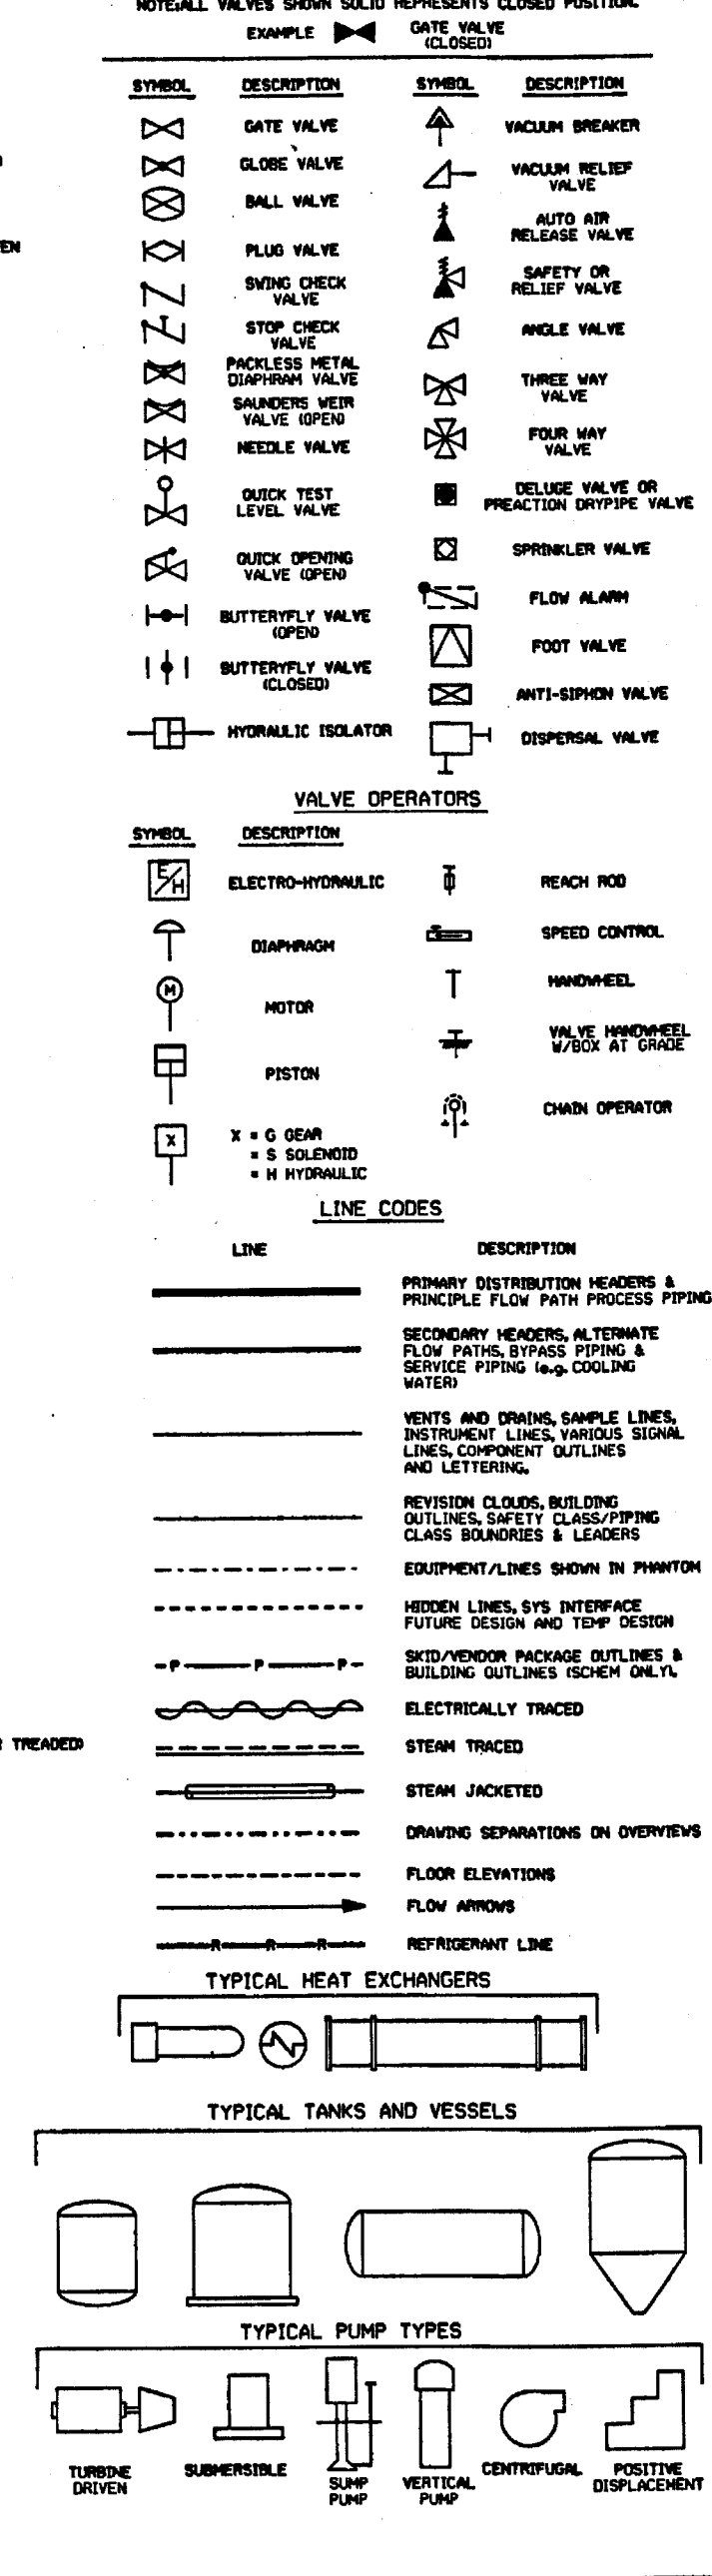 NOTE:ALL VALVES SHOWN SOLID REPRESENTS CLOSED POSITION.
EXAMPLE GATE VALVE
(CLOSED)
SYMBOL DESCRIPTION SYMBOL DESCRIPTION
GATE VALVE
VACUUM BREAKER
GLOBE VALVE
VACUUM RELIEF
VALVE
BALL VALVE
AUTO AIR
RELEASE VALVE
EN
PLUG VALVE
SAFETY OR
RELIEF VALVE
SWING CHECK
VALVE
STOP CHECK
VALVE
ANGLE VALVE
PACKLESS METAL
DIAPHRAM VALVE
THREE WAY
VALVE
SAUNDERS WEIR
VALVE (OPEN)
NEEDLE VALVE
FOUR WAY
VALVE
QUICK TEST
LEVEL VALVE
DELUGE VALVE OR
PREACTION DRYPIPE VALVE
QUICK OPENING
VALVE (OPEN)
SPRINKLER VALVE
BUTTERYFLY VALVE
(OPEN)
FLOW ALARM
BUTTERYFLY VALVE
(CLOSED)
FOOT VALVE
ANTI-SIPHON VALVE
HYDRAULIC ISOLATOR
DISPERSAL VALVE
VALVE OPERATORS
SYMBOL DESCRIPTION
E/H ELECTRO-HYDRAULIC
REACH ROD
DIAPHRAGM
SPEED CONTROL
M MOTOR
HANDWHEEL
PISTON
VALVE HANDWHEEL
W/BOX AT GRADE
CHAIN OPERATOR
X X = G GEAR
= S SOLENOID
= H HYDRAULIC
LINE CODES
LINE DESCRIPTION
PRIMARY DISTRIBUTION HEADERS &
PRINCIPLE FLOW PATH PROCESS PIPING
SECONDARY HEADERS, ALTERNATE
FLOW PATHS, BYPASS PIPING &
SERVICE PIPING (e.g. COOLING
WATER)
VENTS AND DRAINS, SAMPLE LINES,
INSTRUMENT LINES, VARIOUS SIGNAL
LINES, COMPONENT OUTLINES
AND LETTERING.
REVISION CLOUDS, BUILDING
OUTLINES, SAFETY CLASS/PIPING
CLASS BOUNDRIES & LEADERS
EQUIPMENT/LINES SHOWN IN PHANTOM
HIDDEN LINES, SYS INTERFACE
FUTURE DESIGN AND TEMP DESIGN
P P P SKID/VENDOR PACKAGE OUTLINES &
BUILDING OUTLINES (SCHEM ONLY).
ELECTRICALLY TRACED
TREADED)
STEAM TRACED
STEAM JACKETED
DRAWING SEPARATIONS ON OVERVIEWS
FLOOR ELEVATIONS
FLOW ARROWS
R R R REFRIGERANT LINE
TYPICAL HEAT EXCHANGERS
TYPICAL TANKS AND VESSELS
TYPICAL PUMP TYPES
TURBINE
DRIVEN
SUBMERSIBLE
SUMP
PUMP
VERTICAL
PUMP
CENTRIFUGAL
POSITIVE
DISPLACEMENT